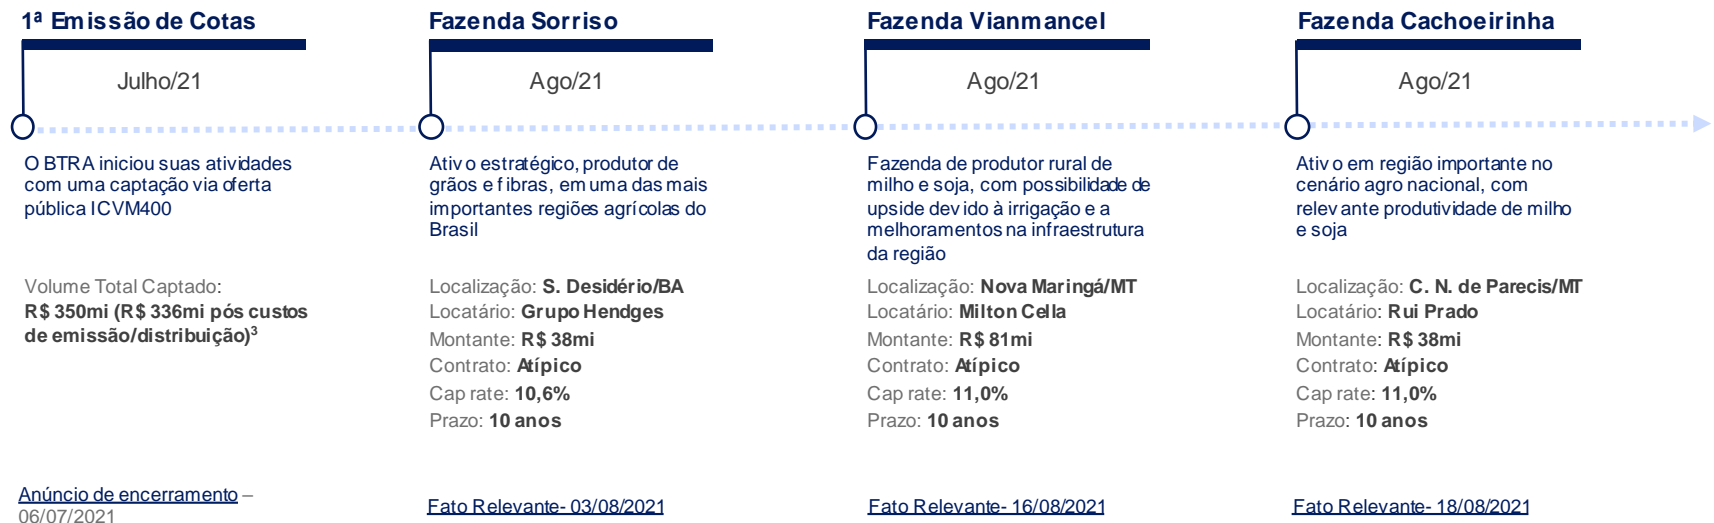 1ª Emissão de Cotas
Julho/21
O BTRA iniciou suas atividades
com uma captação via oferta
pública ICVM400
Volume Total Captado:
R$ 350mi (R$ 336mi pós custos
de emissão/distribuição)³
Anúncio de encerramento –
06/07/2021
Fazenda Sorriso
Ago/21
Ativo estratégico, produtor de
grãos e fibras, em uma das mais
importantes regiões agrícolas do
Brasil
Localização: S. Desidério/BA
Locatário: Grupo Hendges
Montante: R$ 38mi
Contrato: Atípico
Cap rate: 10,6%
Prazo: 10 anos
Fato Relevante- 03/08/2021
Fazenda Vianmancel
Ago/21
Fazenda de produtor rural de
milho e soja, com possibilidade de
upside devido à irrigação e a
melhoramentos na infraestrutura
da região
Localização: Nova Maringá/MT
Locatário: Milton Cella
Montante: R$ 81mi
Contrato: Atípico
Cap rate: 11,0%
Prazo: 10 anos
Fato Relevante- 16/08/2021
Fazenda Cachoeirinha
Ago/21
Ativo em região importante no
cenário agro nacional, com
relevante produtividade de milho
e soja
Localização: C. N. de Parecis/MT
Locatário: Rui Prado
Montante: R$ 38mi
Contrato: Atípico
Cap rate: 11,0%
Prazo: 10 anos
Fato Relevante- 18/08/2021